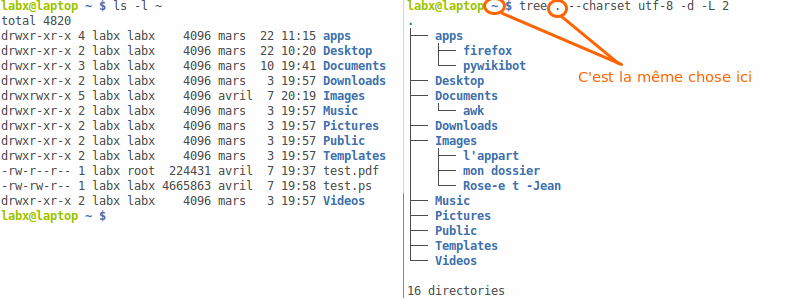 labx@laptop ~ $ ls -l ~
total 4820
drwxr-xr-x 4 labx labx    4096 mars  22 11:15 apps
drwxr-xr-x 2 labx labx    4096 mars  22 10:20 Desktop
drwxr-xr-x 3 labx labx    4096 mars  10 19:41 Documents
drwxr-xr-x 2 labx labx    4096 mars   3 19:57 Downloads
drwxrwxr-x 5 labx labx    4096 avril  7 20:19 Images
drwxr-xr-x 2 labx labx    4096 mars   3 19:57 Music
drwxr-xr-x 2 labx labx    4096 mars   3 19:57 Pictures
drwxr-xr-x 2 labx labx    4096 mars   3 19:57 Public
drwxr-xr-x 2 labx labx    4096 mars   3 19:57 Templates
-rw-r--r-- 1 labx root  224431 avril  7 19:37 test.pdf
-rw-rw-r-- 1 labx labx 4665863 avril  7 19:58 test.ps
drwxr-xr-x 2 labx labx    4096 mars   3 19:57 Videos
labx@laptop ~ $
labx@laptop ~ $ tree . --charset utf-8 -d -L 2
.
├── apps
│   ├── firefox
│   └── pywikibot
├── Desktop
├── Documents
│   └── awk
├── Downloads
├── Images
│   ├── l'appart
│   ├── mon dossier
│   └── Rose-e t -Jean
├── Music
├── Pictures
├── Public
├── Templates
└── Videos
16 directories
C'est la même chose ici